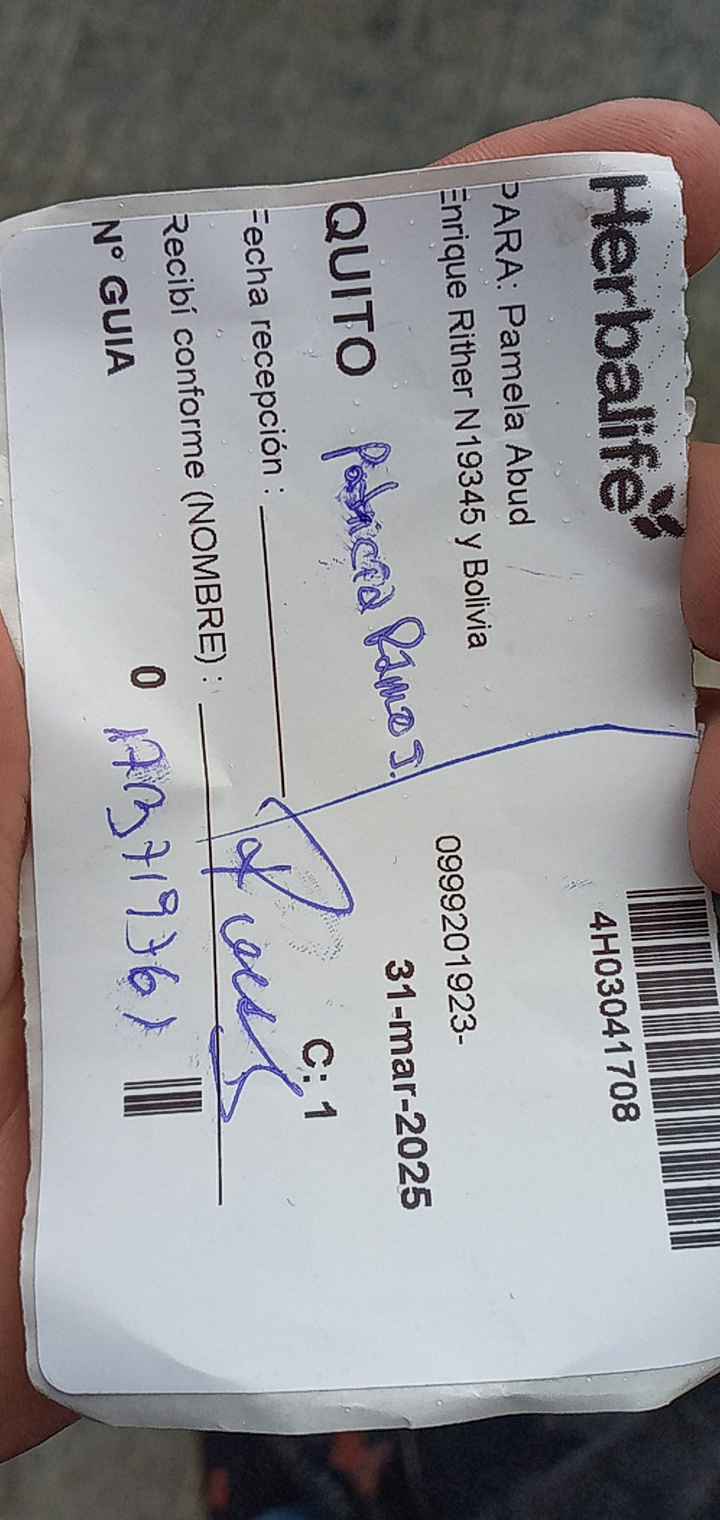 Herbalife
4H03041708
PARA: Pamela Abud
Enrique Rither N19345 y Bolivia
0999201923-
QUITO
31-mar-2025
Patricia
Fecha recepción :
C: 1
Recibí conforme (NOMBRE) :
Nº GUIA
0